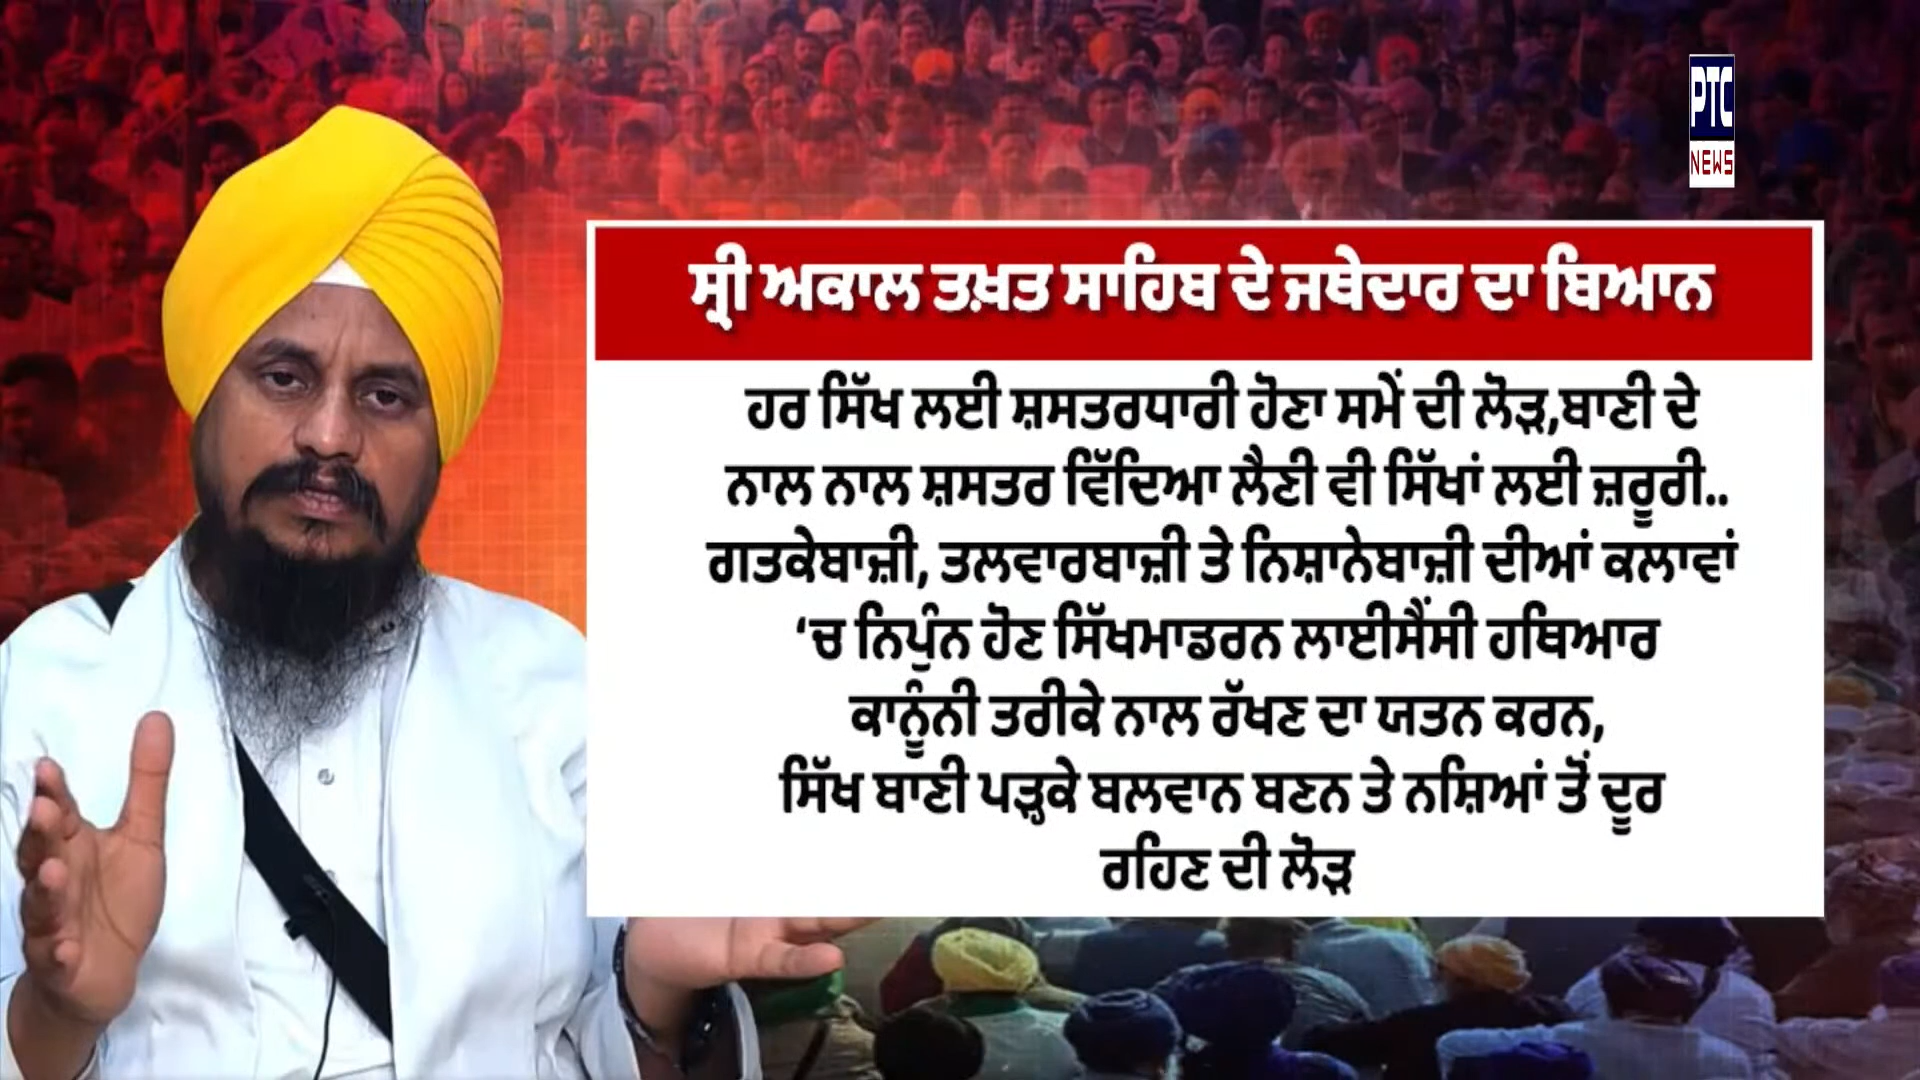 PTC
NEWS
ਸ੍ਰੀ ਅਕਾਲ ਤਖ਼ਤ ਸਾਹਿਬ ਦੇ ਜਥੇਦਾਰ ਦਾ ਬਿਆਨ
ਹਰ ਸਿੱਖ ਲਈ ਸ਼ਸਤਰਧਾਰੀ ਹੋਣਾ ਸਮੇਂ ਦੀ ਲੋੜ,ਬਾਣੀ ਦੇ
ਨਾਲ ਨਾਲ ਸ਼ਸਤਰ ਵਿੱਦਿਆ ਲੈਣੀ ਵੀ ਸਿੱਖਾਂ ਲਈ ਜ਼ਰੂਰੀ..
ਗਤਕੇਬਾਜ਼ੀ, ਤਲਵਾਰਬਾਜ਼ੀ ਤੇ ਨਿਸ਼ਾਨੇਬਾਜ਼ੀ ਦੀਆਂ ਕਲਾਵਾਂ
‘ਚ ਨਿਪੁੰਨ ਹੋਣ ਸਿੱਖਮਾਡਰਨ ਲਾਈਸੈਂਸੀ ਹਥਿਆਰ
ਕਾਨੂੰਨੀ ਤਰੀਕੇ ਨਾਲ ਰੱਖਣ ਦਾ ਯਤਨ ਕਰਨ,
ਸਿੱਖ ਬਾਣੀ ਪੜ੍ਹਕੇ ਬਲਵਾਨ ਬਣਨ ਤੇ ਨਸ਼ਿਆਂ ਤੋਂ ਦੂਰ
ਰਹਿਣ ਦੀ ਲੋੜ